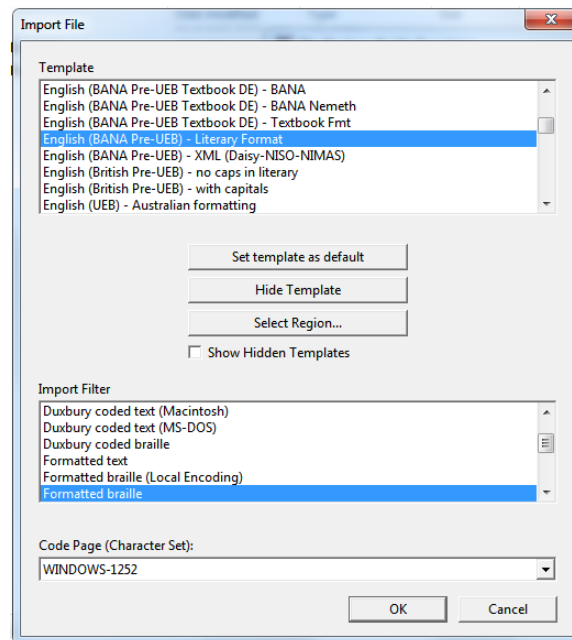 Import File
Template
English (BANA Pre-UEB Textbook DE) - BANA
English (BANA Pre-UEB Textbook DE) - BANA Nemeth
English (BANA Pre-UEB Textbook DE) - Textbook Fmt
English (BANA Pre-UEB) - Literary Format
English (BANA Pre-UEB) - XML (Daisy-NISO-NIMAS)
English (British Pre-UEB) - no caps in literary
English (British Pre-UEB) - with capitals
English (UEB) - Australian formatting
Set template as default
Hide Template
Select Region...
Show Hidden Templates
Import Filter
Duxbury coded text (Macintosh)
Duxbury coded text (MS-DOS)
Duxbury coded braille
Formatted text
Formatted braille (Local Encoding)
Formatted braille
Code Page (Character Set):
WINDOWS-1252
OK Cancel